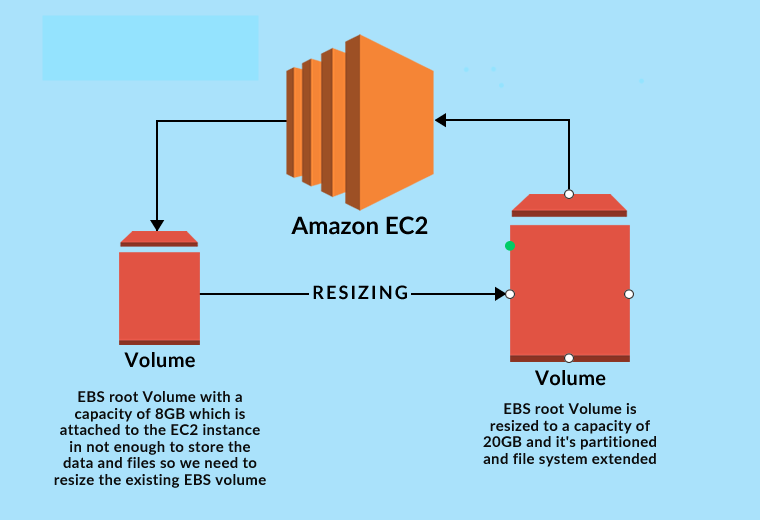 Amazon EC2
RESIZING
Volume
EBS root Volume with a
capacity of 8GB which is
attached to the EC2 instance
in not enough to store the
data and files so we need to
resize the existing EBS volume
Volume
EBS root Volume is
resized to a capacity of
20GB and it's partitioned
and file system extended